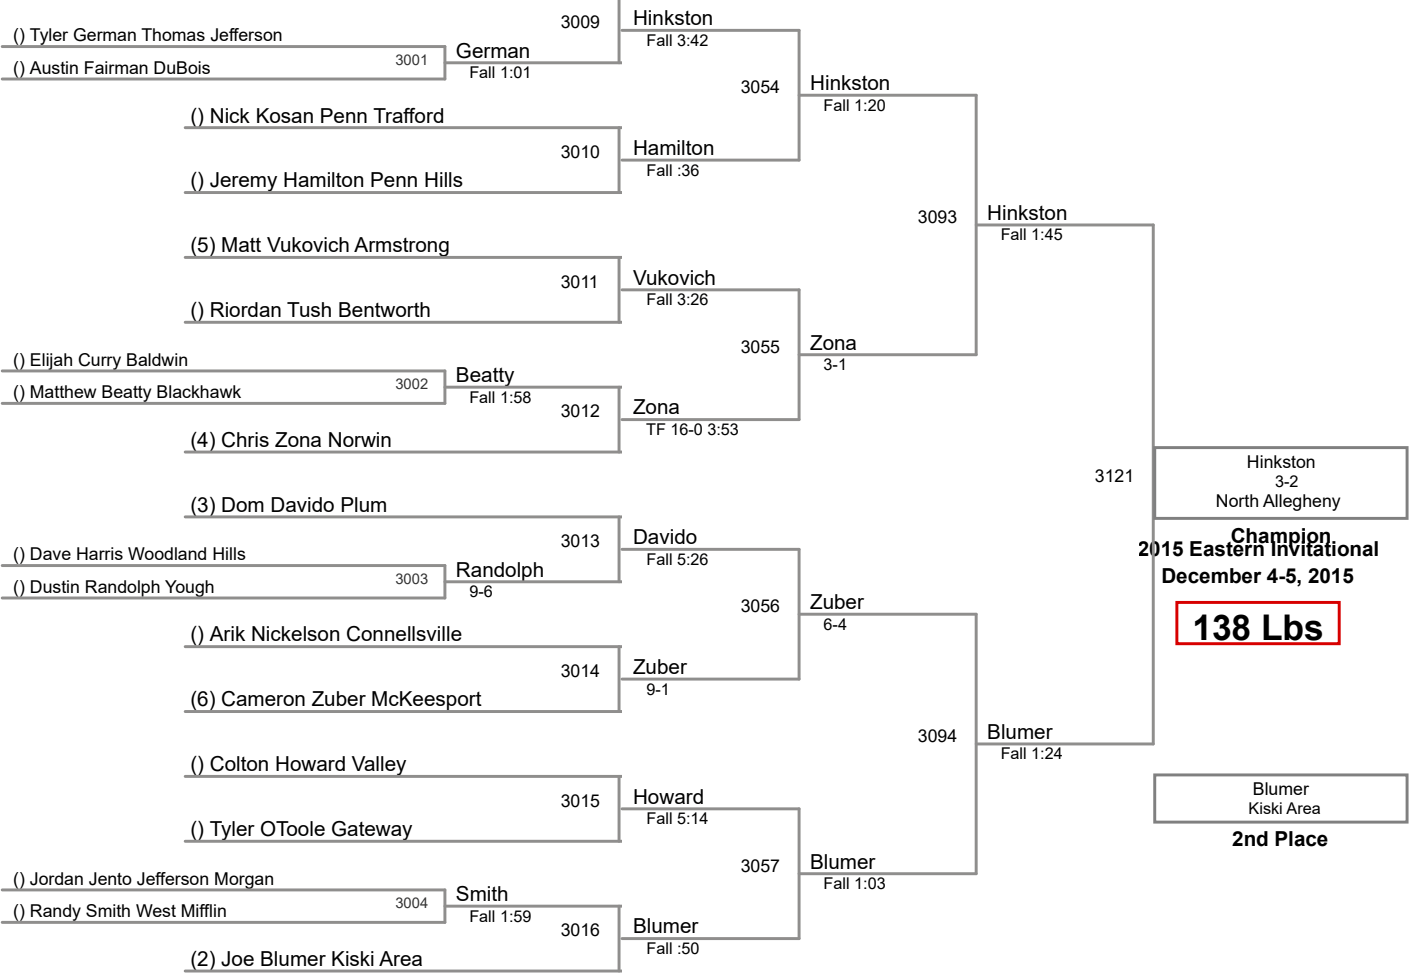 3009
Hinkston
Fall 3:42
() Tyler German Thomas Jefferson
3001
German
Fall 1:01
() Austin Fairman DuBois
3054
Hinkston
Fall 1:20
() Nick Kosan Penn Trafford
3010
Hamilton
Fall :36
() Jeremy Hamilton Penn Hills
3093
Hinkston
Fall 1:45
(5) Matt Vukovich Armstrong
3011
Vukovich
Fall 3:26
() Riordan Tush Bentworth
3055
Zona
3-1
() Elijah Curry Baldwin
3002
Beatty
Fall 1:58
() Matthew Beatty Blackhawk
3012
Zona
TF 16-0 3:53
(4) Chris Zona Norwin
3121
Hinkston
3-2
North Allegheny
Champion
2015 Eastern Invitational
December 4-5, 2015
138 Lbs
(3) Dom Davido Plum
3013
Davido
Fall 5:26
() Dave Harris Woodland Hills
3003
Randolph
9-6
() Dustin Randolph Yough
3056
Zuber
6-4
() Arik Nickelson Connellsville
3014
Zuber
9-1
(6) Cameron Zuber McKeesport
3094
Blumer
Fall 1:24
() Colton Howard Valley
3015
Howard
Fall 5:14
() Tyler OToole Gateway
Blumer
Kiski Area
2nd Place
3057
Blumer
Fall 1:03
() Jordan Jento Jefferson Morgan
3004
Smith
Fall 1:59
() Randy Smith West Mifflin
3016
Blumer
Fall :50
(2) Joe Blumer Kiski Area